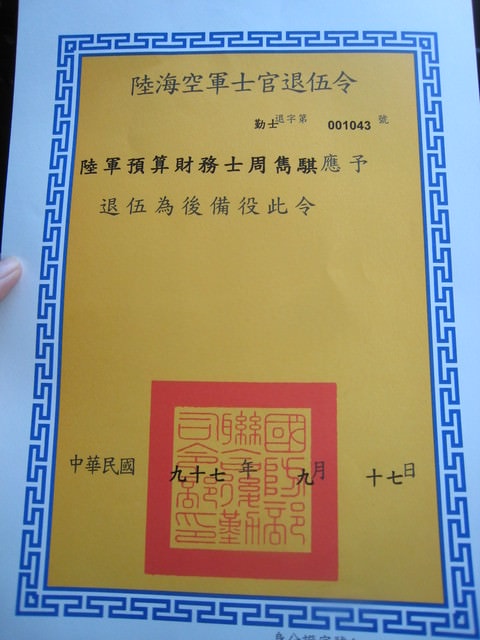 陸海空軍士官退伍令
勤士退字第 001043 號
陸軍預算財務士周雋騏應予
退伍為後備役此令
國防部
聯合後勤
司令部印
中華民國 九十七 年 九 月 十七 日